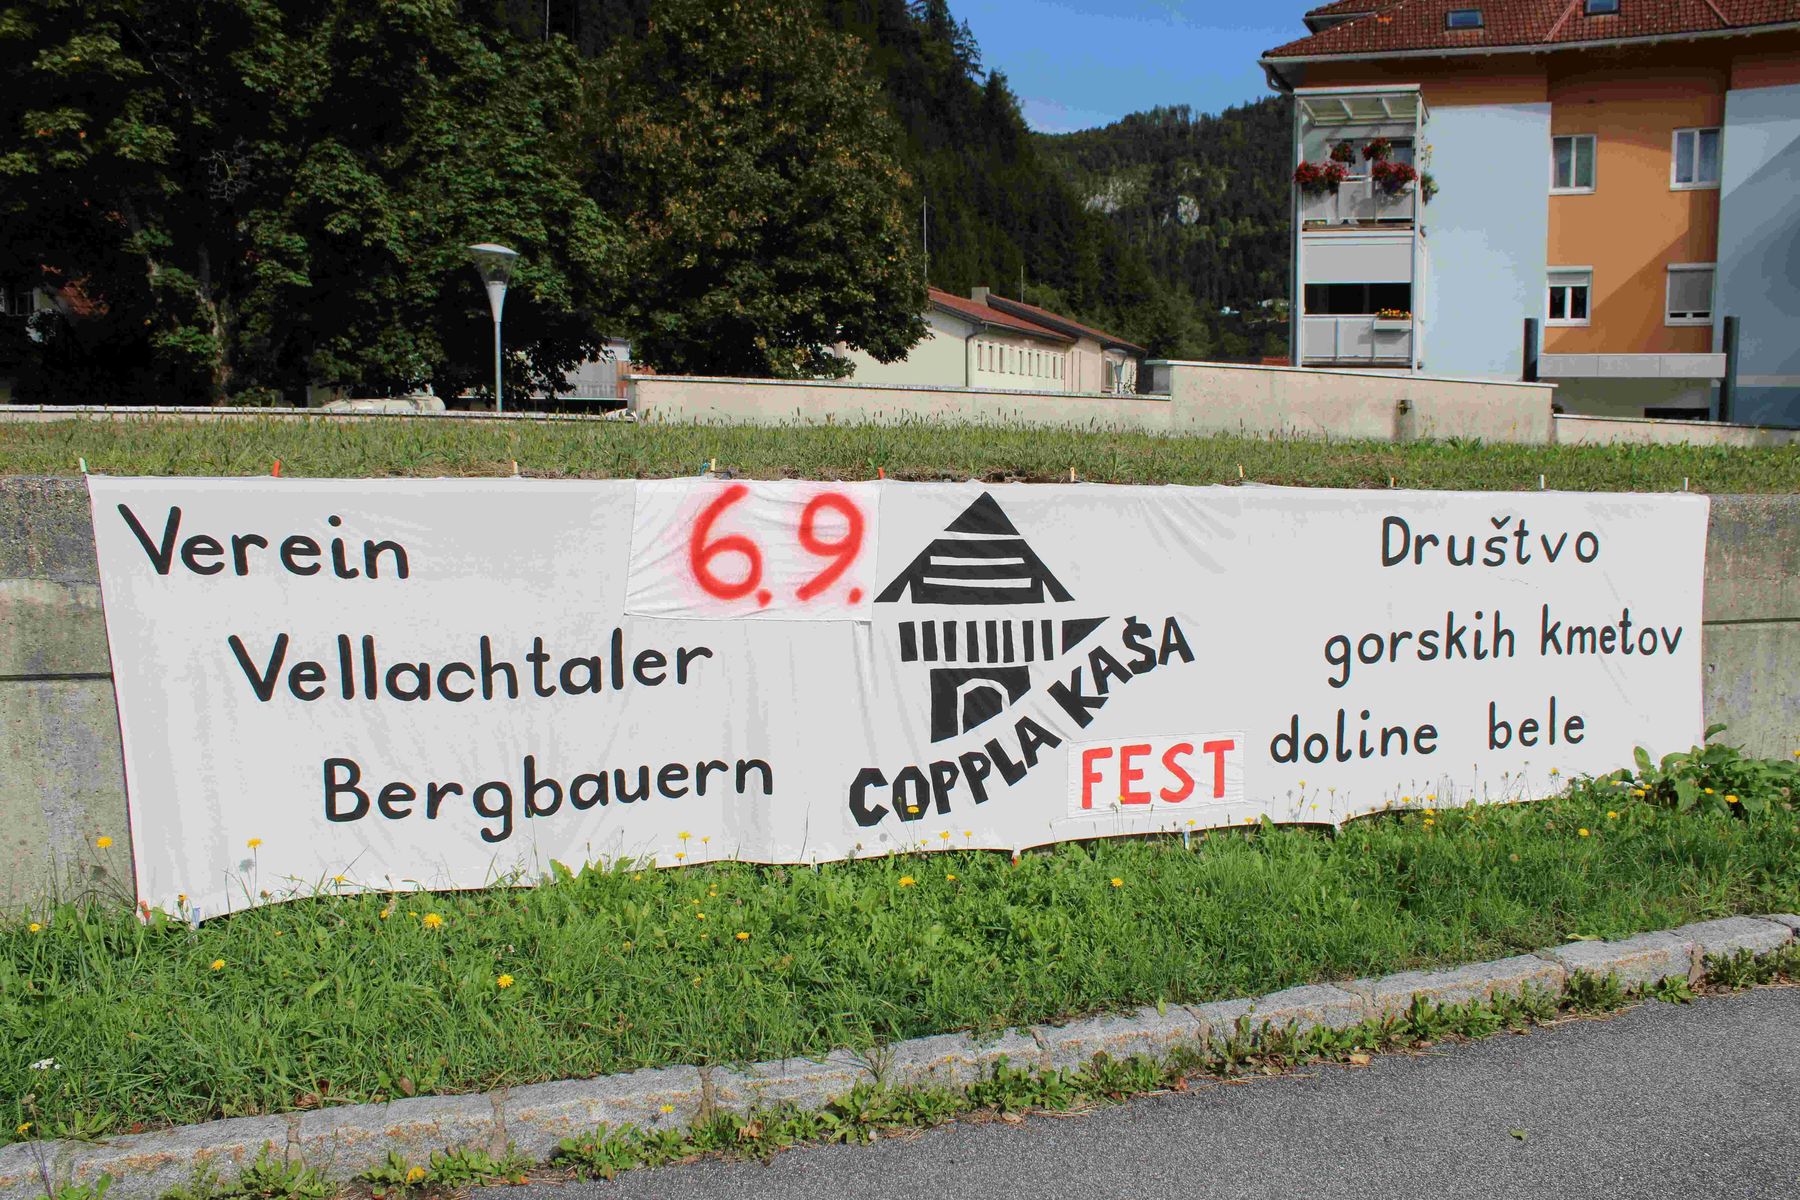 Verein
Vellachtaler
Bergbauern
6.9.
COPPLA KAŠA
FEST
Društvo
gorskih kmetov
doline bele